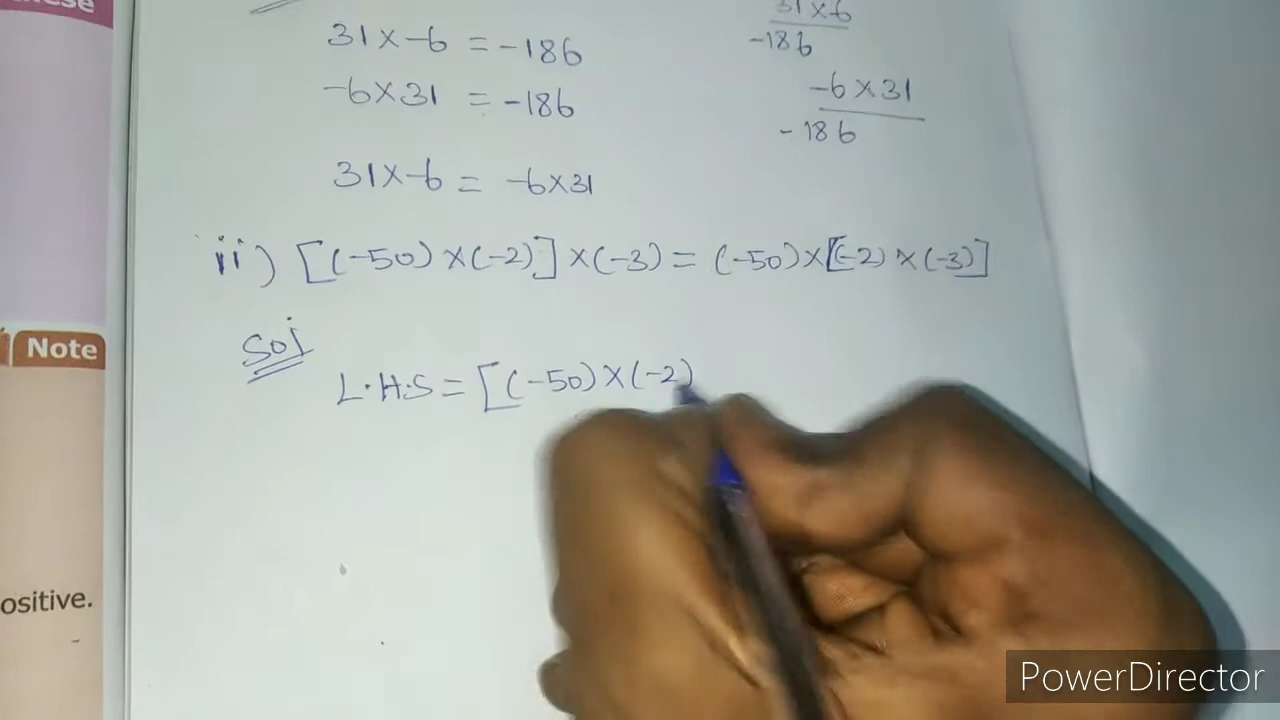 31 × -6 = -186
-6 × 31 = -186
31 × -6 = -6 × 31
31 × 6
-186
-6 × 31
-186
ii) [(-50) × (-2)] × (-3) = (-50) × [(-2) × (-3)]
Sol
L.H.S = [(-50) × (-2)
Note
ositive.
PowerDirector